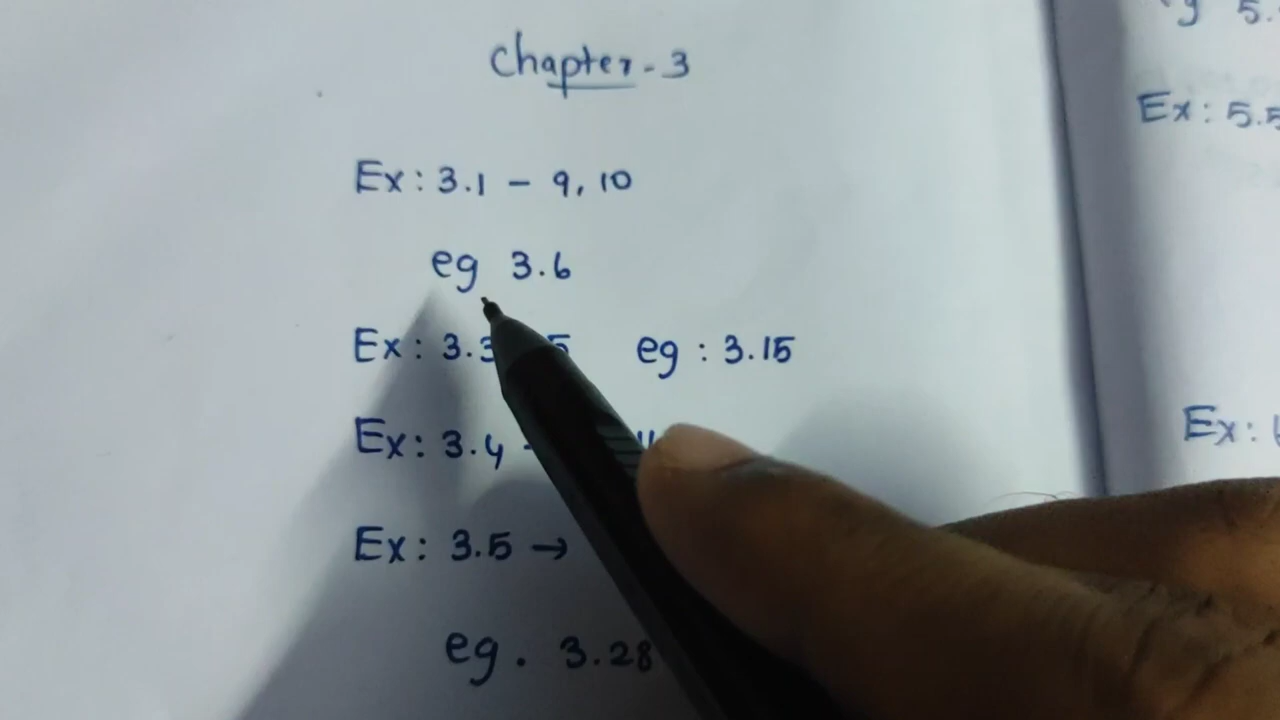 Chapter-3
Ex: 3.1 - 9, 10
eg 3.6
Ex: 3.3 5 eg : 3.15
Ex: 3.4 -
Ex: 3.5 →
eg. 3.28
Ex: 5.5
Ex: